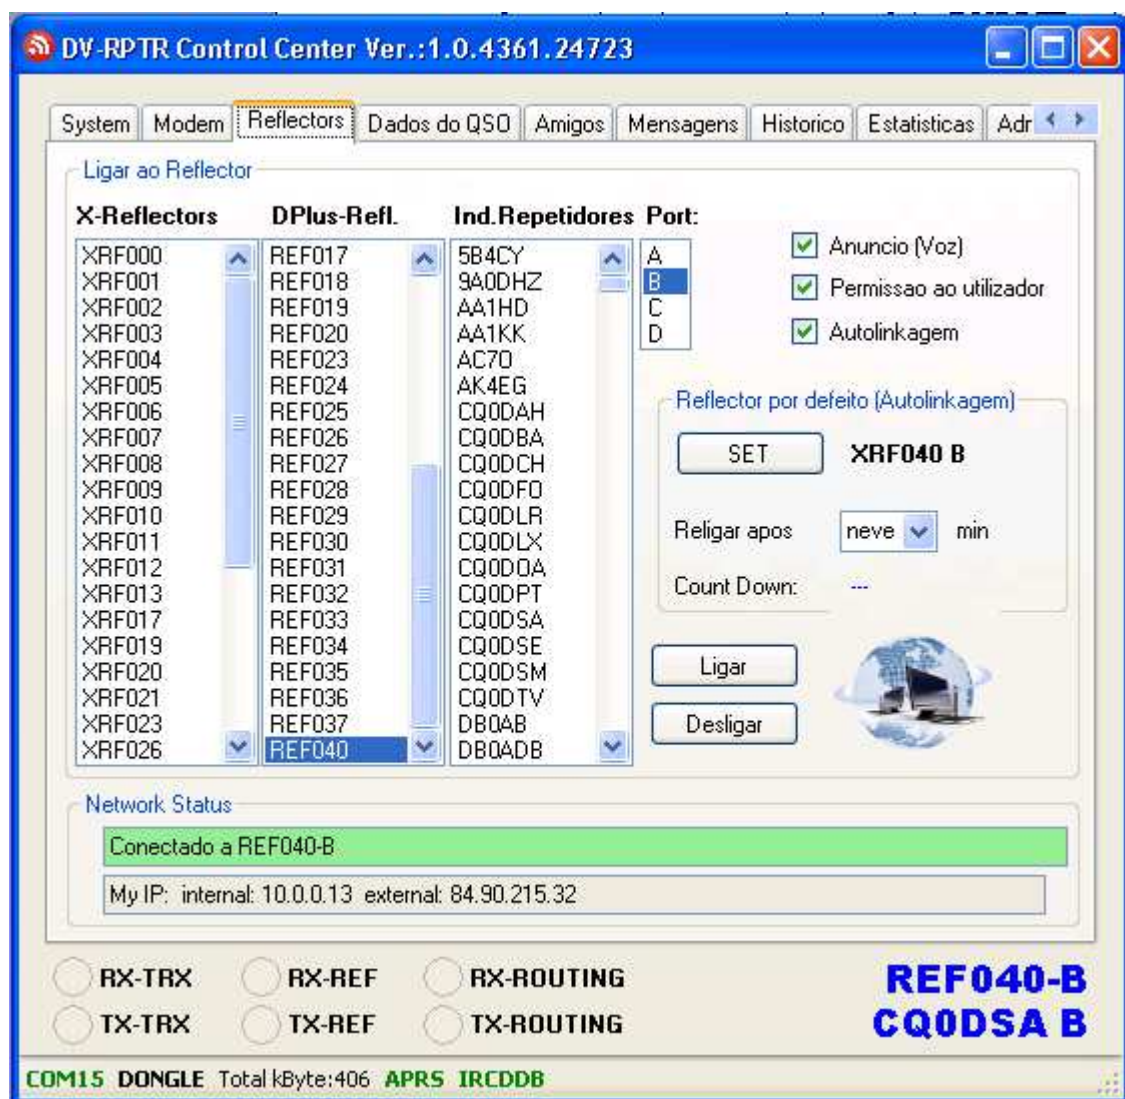 DV-RPTR Control Center Ver.:1.0.4361.24723
System Modem Reflectors Dados do QSO Amigos Mensagens Historico Estatisticas Adr
Ligar ao Reflector
X-Reflectors DPlus-Refl. Ind.Repetidores Port:
XRF000 REF017 5B4CY A
XRF001 REF018 9A0DHZ B
XRF002 REF019 AA1HD C
XRF003 REF020 AA1KK D
XRF004 REF023 AC7O
XRF005 REF024 AK4EG
XRF006 REF025 CQ0DAH
XRF007 REF026 CQ0DBA
XRF008 REF027 CQ0DCH
XRF009 REF028 CQ0DFO
XRF010 REF029 CQ0DLR
XRF011 REF030 CQ0DLX
XRF012 REF031 CQ0DOA
XRF013 REF032 CQ0DPT
XRF017 REF033 CQ0DSA
XRF019 REF034 CQ0DSE
XRF020 REF035 CQ0DSM
XRF021 REF036 CQ0DTV
XRF023 REF037 DB0AB
XRF026 REF040 DB0ADB
Anuncio (Voz)
Permissao ao utilizador
Autolinkagem
Reflector por defeito (Autolinkagem)
SET XRF040 B
Religar apos neve min
Count Down: ---
Ligar
Desligar
Network Status
Conectado a REF040-B
My IP: internal: 10.0.0.13 external: 84.90.215.32
RX-TRX RX-REF RX-ROUTING REF040-B
TX-TRX TX-REF TX-ROUTING CQ0DSA B
COM15 DONGLE Total kByte:406 APRS IRCDDB